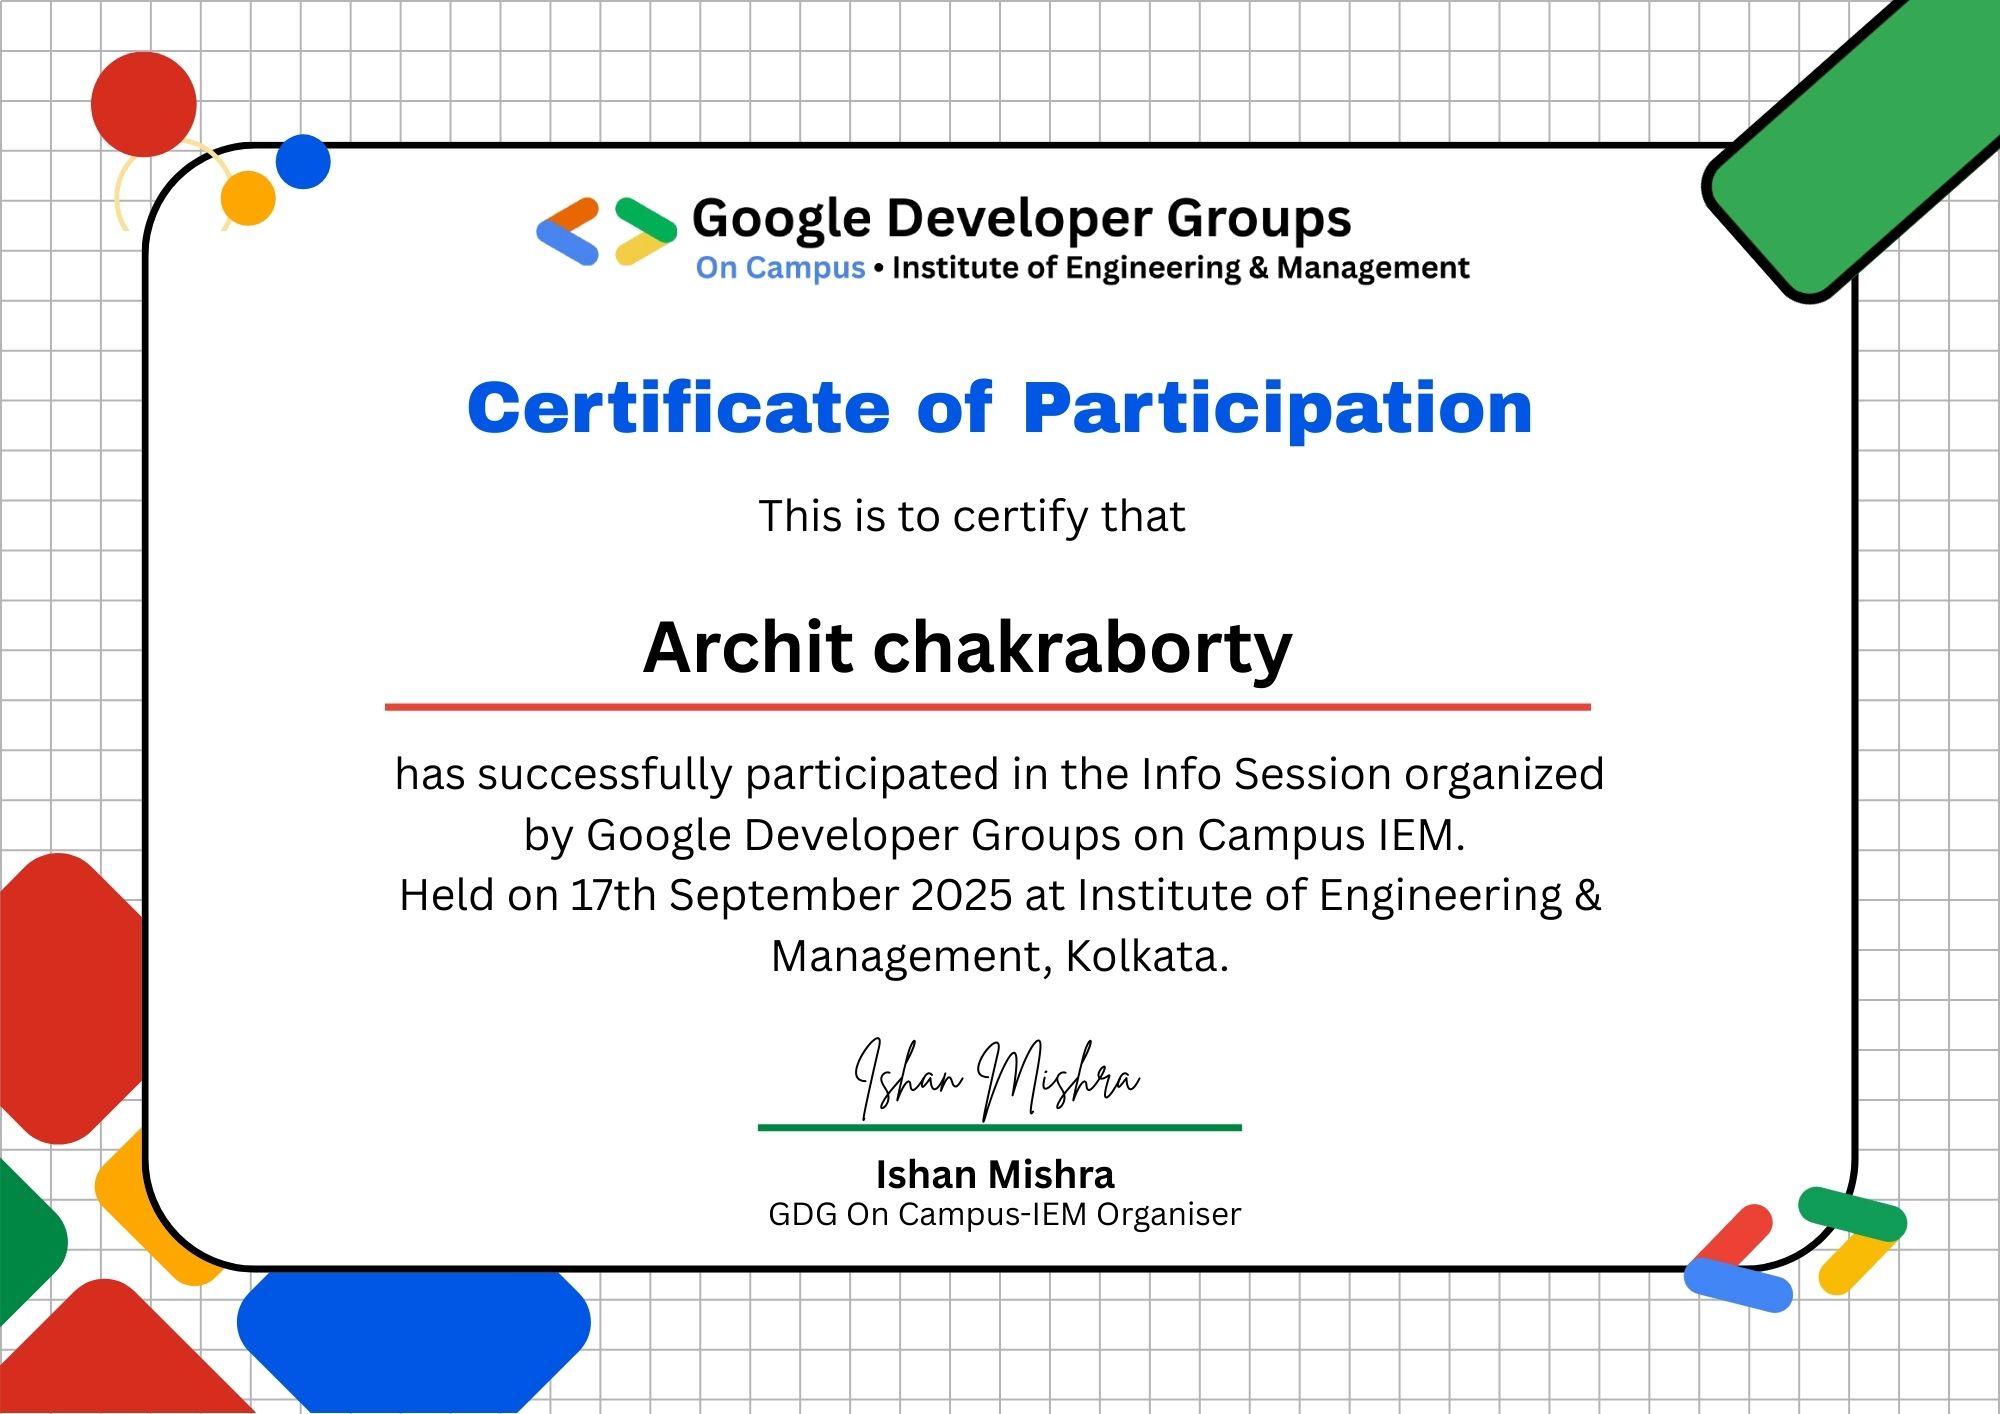 Google Developer Groups
On Campus • Institute of Engineering & Management
Certificate of Participation
This is to certify that
Archit chakraborty
has successfully participated in the Info Session organized
by Google Developer Groups on Campus IEM.
Held on 17th September 2025 at Institute of Engineering &
Management, Kolkata.
Ishan Mishra
Ishan Mishra
GDG On Campus-IEM Organiser